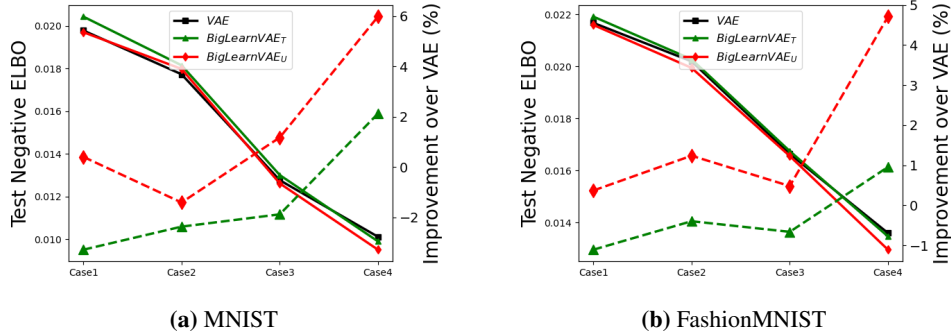 VAE
BigLearnVAE_T
BigLearnVAE_U
Test Negative ELBO
0.020
0.018
0.016
0.014
0.012
0.010
Improvement over VAE (%)
6
4
2
0
−2
Case1 Case2 Case3 Case4
(a) MNIST
VAE
BigLearnVAE_T
BigLearnVAE_U
Test Negative ELBO
0.022
0.020
0.018
0.016
0.014
Improvement over VAE (%)
5
4
3
2
1
0
−1
Case1 Case2 Case3 Case4
(b) FashionMNIST